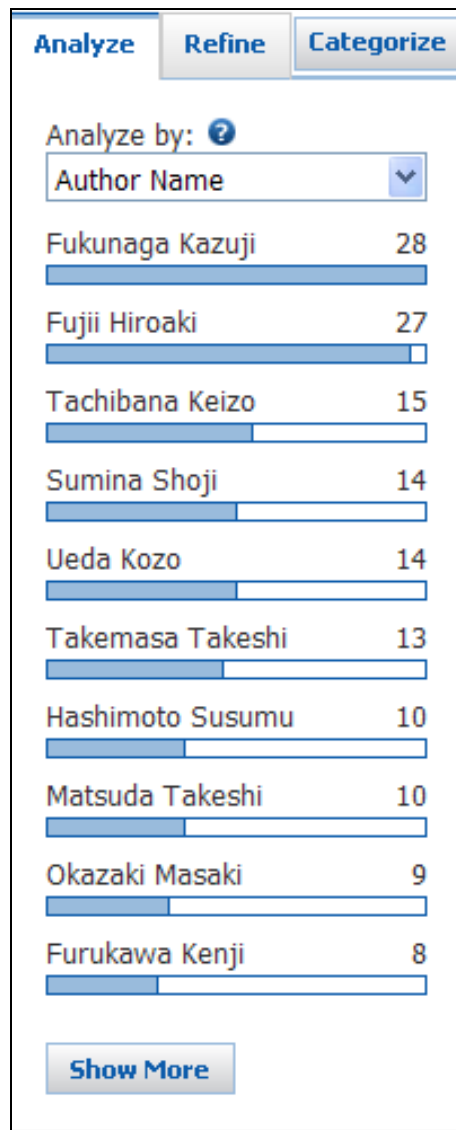 Analyze Refine Categorize
Analyze by: ?
Author Name
Fukunaga Kazuji 28
Fujii Hiroaki 27
Tachibana Keizo 15
Sumina Shoji 14
Ueda Kozo 14
Takemasa Takeshi 13
Hashimoto Susumu 10
Matsuda Takeshi 10
Okazaki Masaki 9
Furukawa Kenji 8
Show More